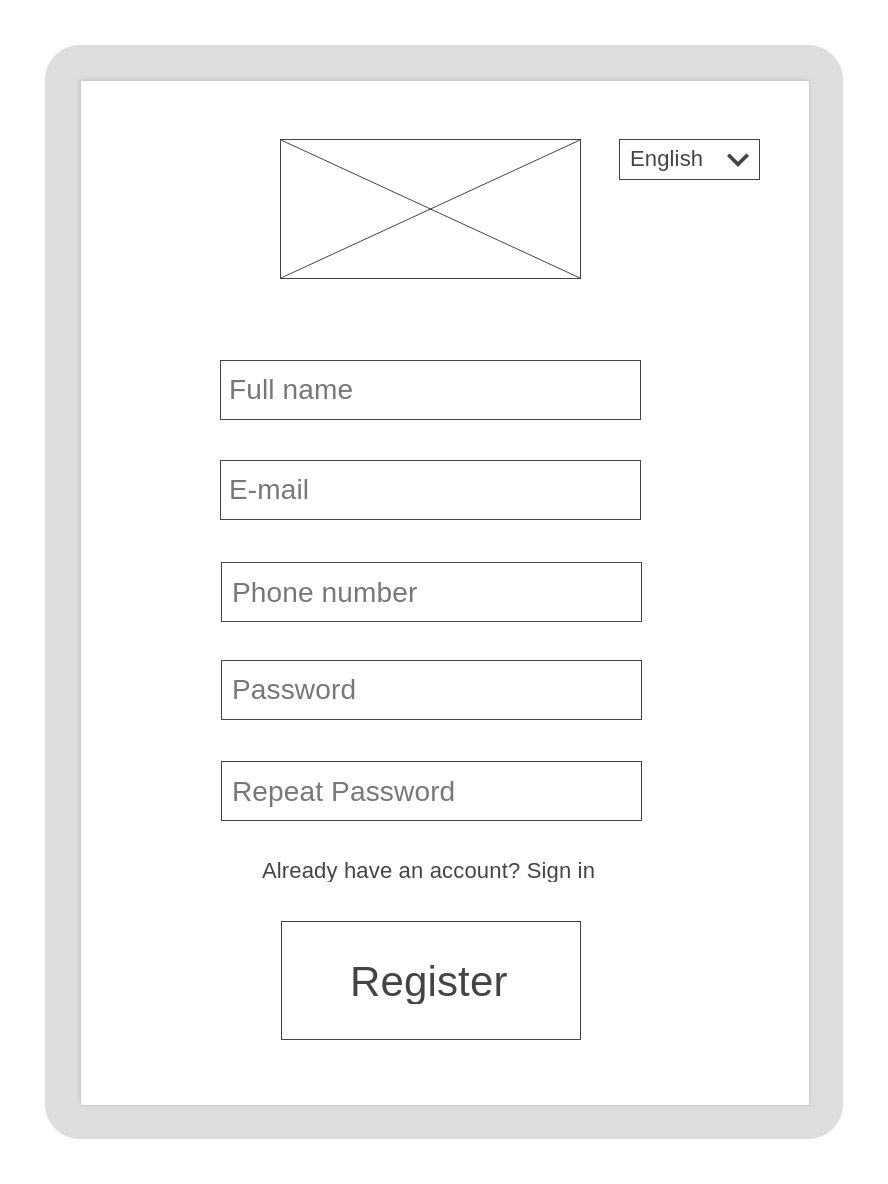 English
Full name
E-mail
Phone number
Password
Repeat Password
Already have an account? Sign in
Register